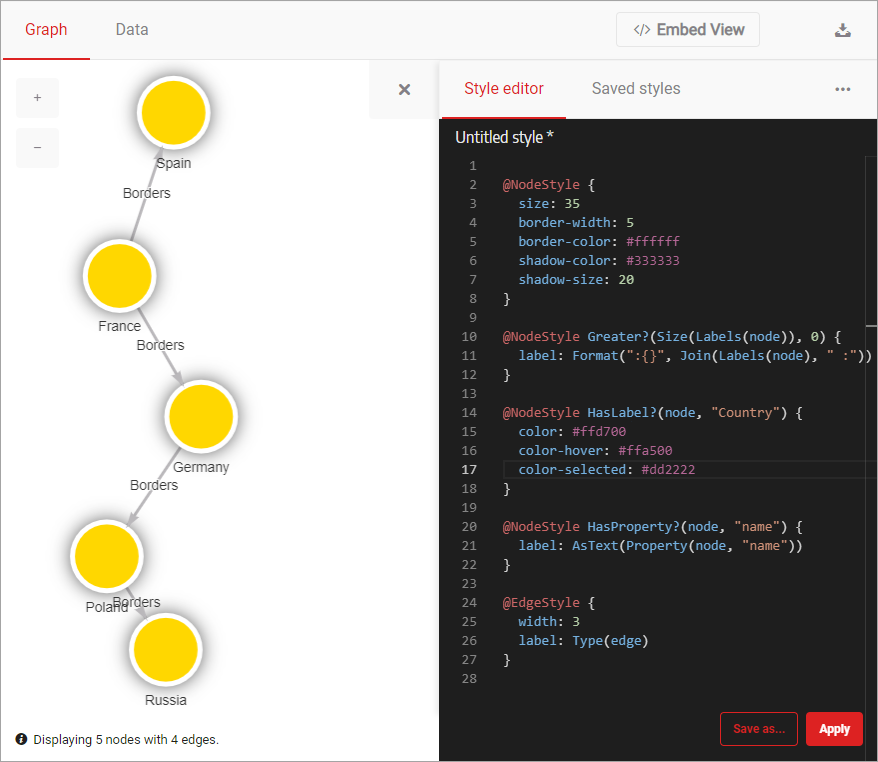 Graph
Data
</> Embed View
+
−
Spain
Borders
France
Borders
Germany
Borders
Poland
Borders
Russia
Displaying 5 nodes with 4 edges.
Style editor
Saved styles
Untitled style *
1
2 @NodeStyle {
3 size: 35
4 border-width: 5
5 border-color: #ffffff
6 shadow-color: #333333
7 shadow-size: 20
8 }
9
10 @NodeStyle Greater?(Size(Labels(node)), 0) {
11 label: Format(":{}", Join(Labels(node), " :"))
12 }
13
14 @NodeStyle HasLabel?(node, "Country") {
15 color: #ffd700
16 color-hover: #ffa500
17 color-selected: #dd2222
18 }
19
20 @NodeStyle HasProperty?(node, "name") {
21 label: AsText(Property(node, "name"))
22 }
23
24 @EdgeStyle {
25 width: 3
26 label: Type(edge)
27 }
28
Save as...
Apply